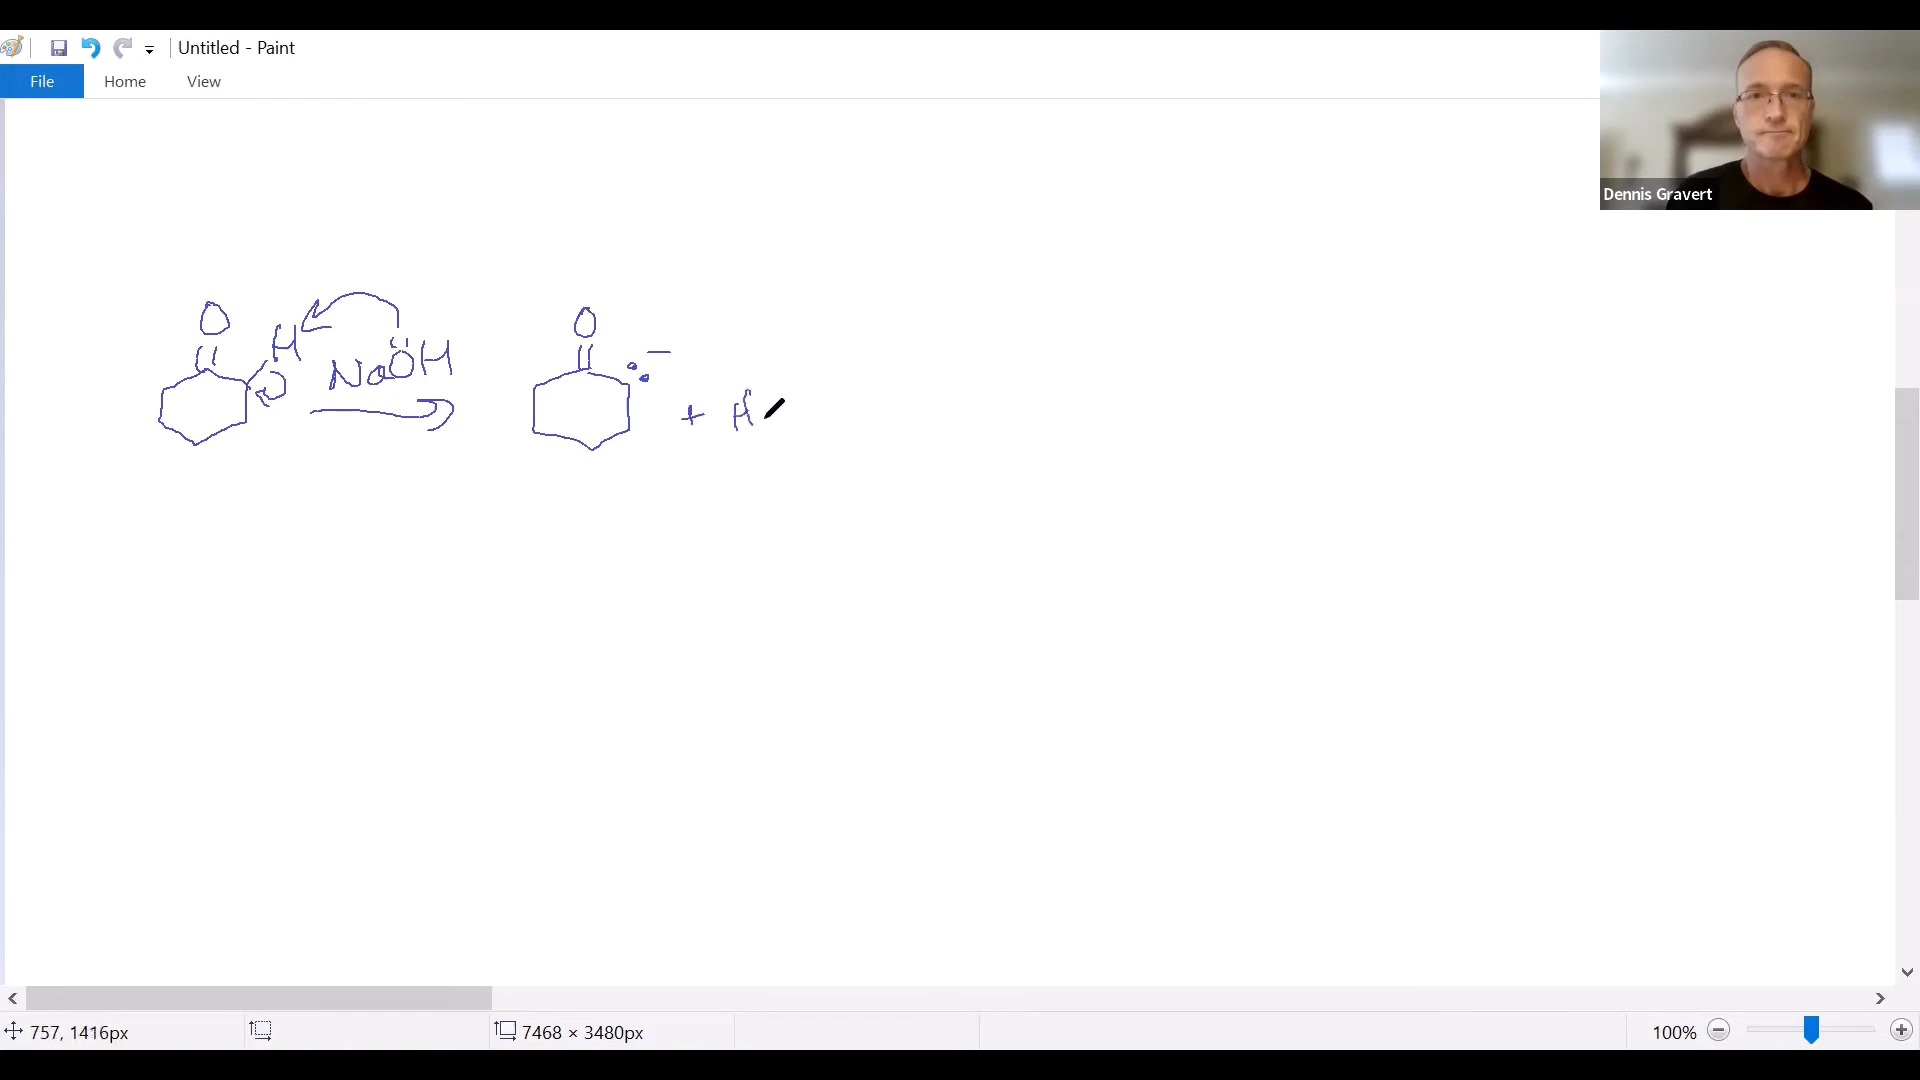 Untitled - Paint
File Home View
Dennis Gravert
O
H
NaOH
O
+ H
757, 1416px
7468 × 3480px
100%